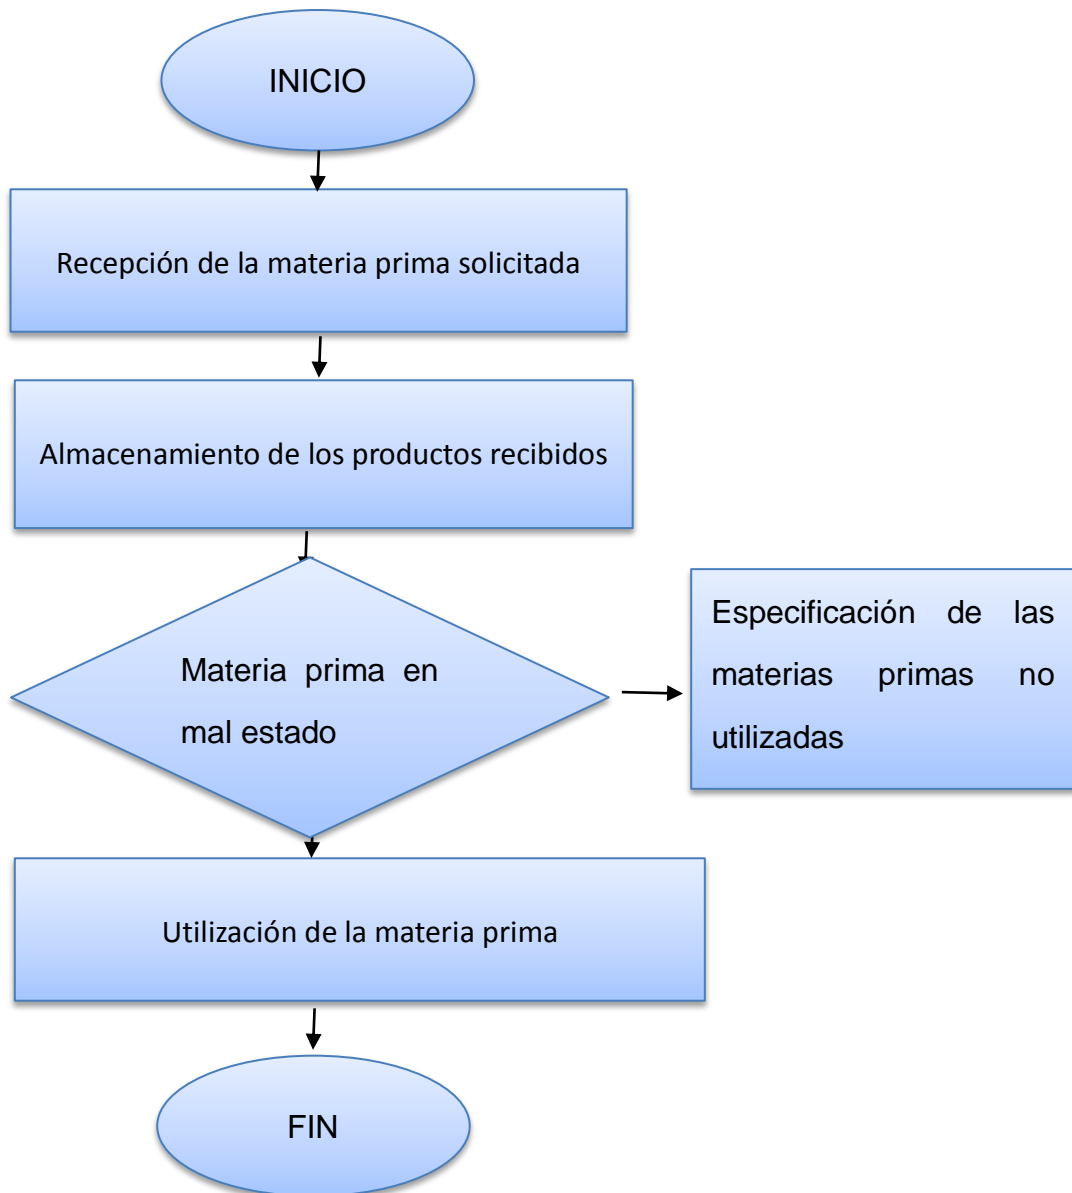 INICIO
Recepción de la materia prima solicitada
Almacenamiento de los productos recibidos
Materia prima en
mal estado
Especificación de las
materias primas no
utilizadas
Utilización de la materia prima
FIN